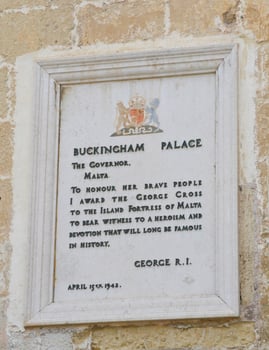 BUCKINGHAM PALACE
THE GOVERNOR,
MALTA
TO HONOUR HER BRAVE PEOPLE
I AWARD THE GEORGE CROSS
TO THE ISLAND FORTRESS OF MALTA
TO BEAR WITNESS TO A HEROISM AND
DEVOTION THAT WILL LONG BE FAMOUS
IN HISTORY.
GEORGE R.I.
APRIL 15TH 1942.